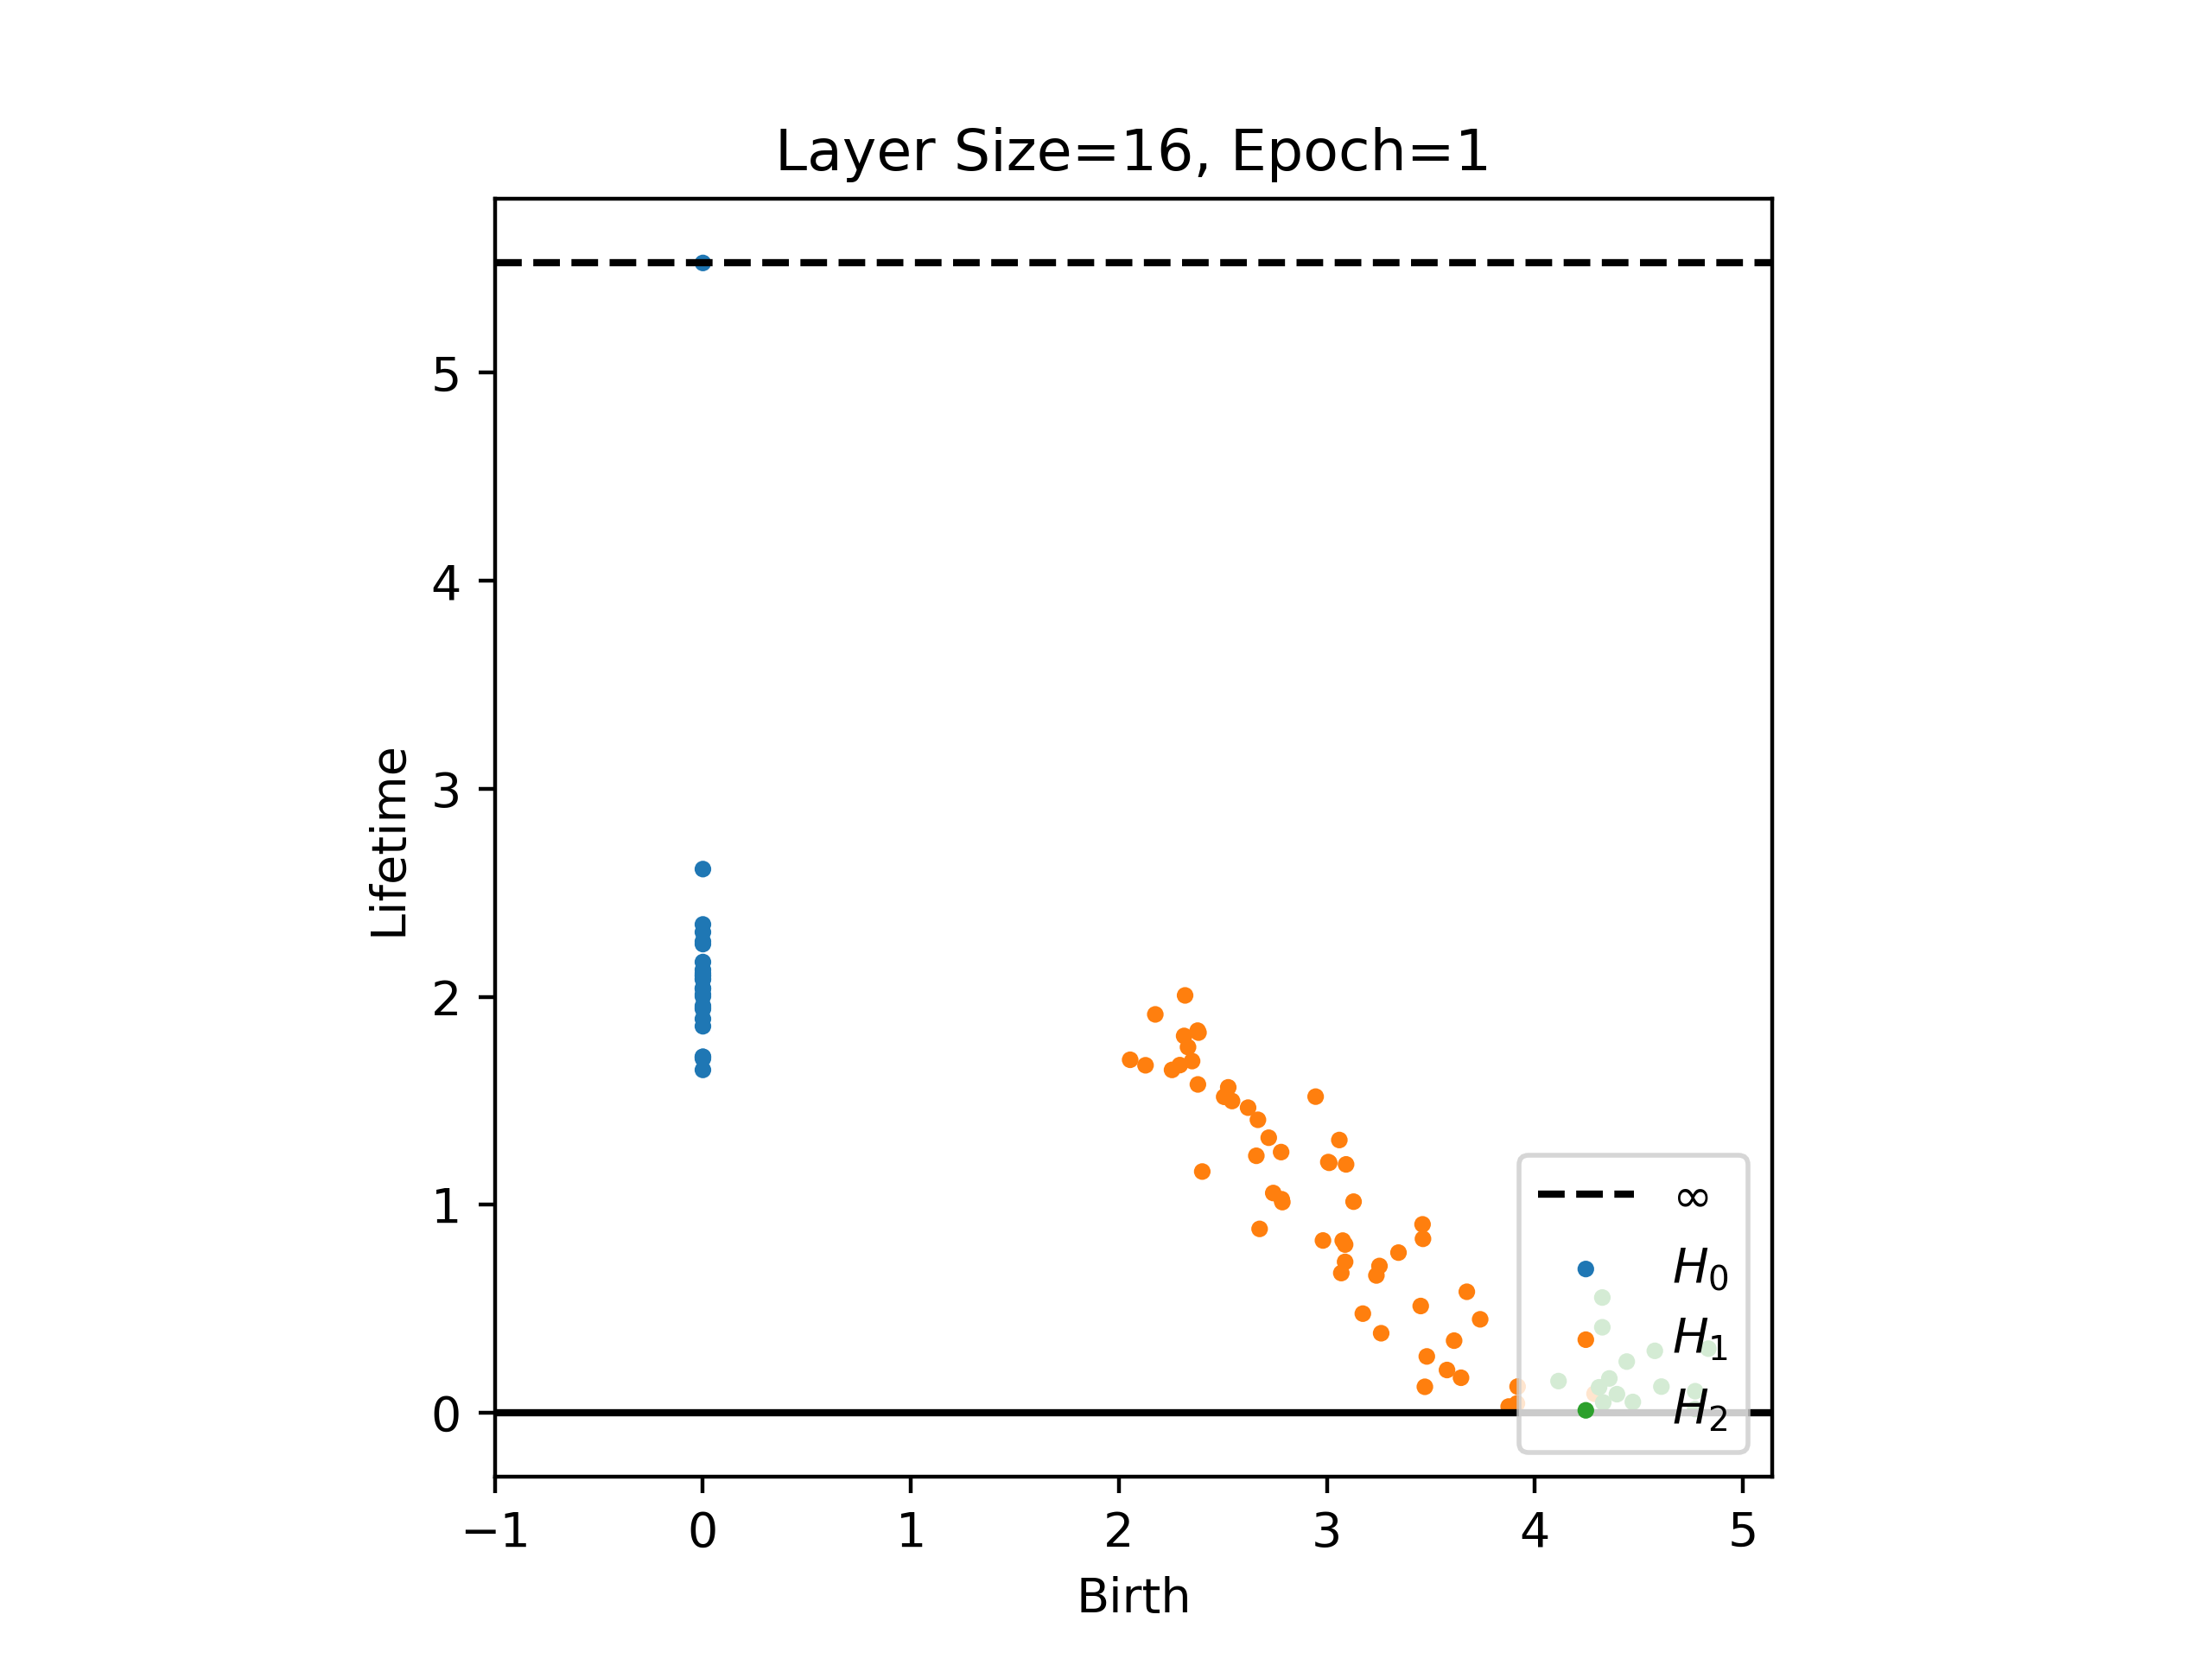 Layer Size=16, Epoch=1
Lifetime
5
4
3
2
1
0
∞
H₀
H₁
H₂
−1 0 1 2 3 4 5
Birth